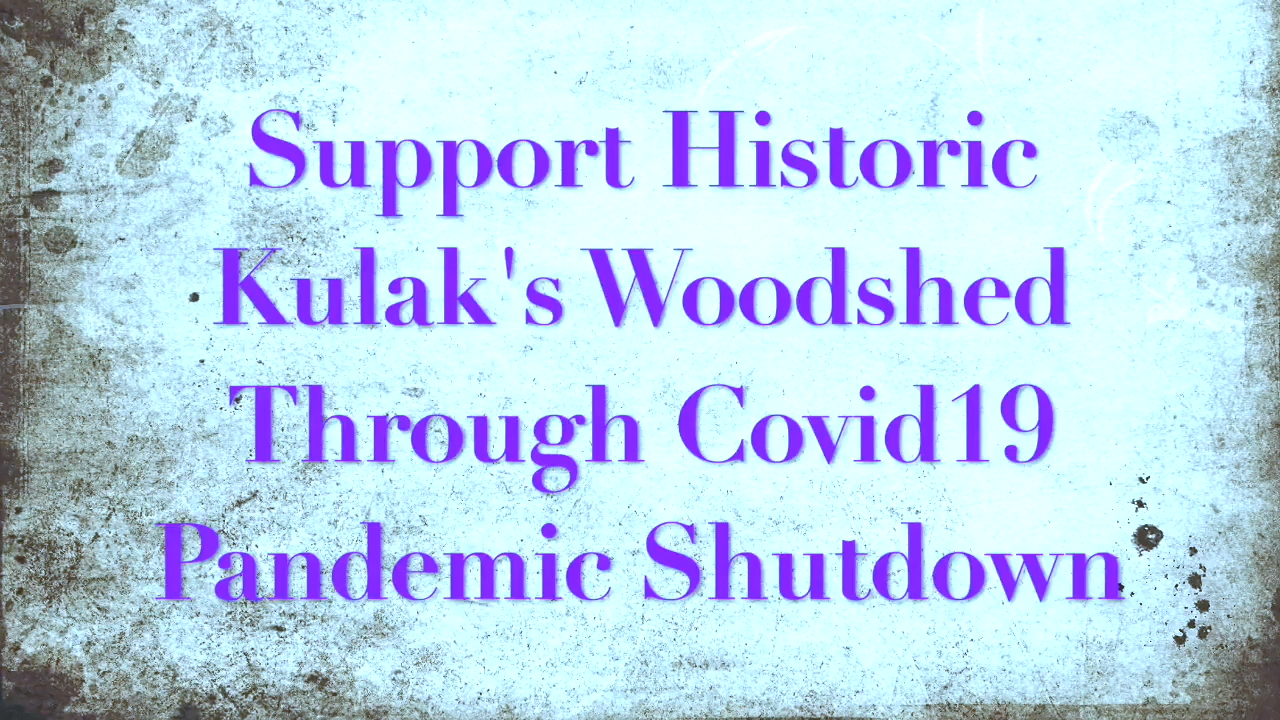 Support Historic
Kulak's Woodshed
Through Covid19
Pandemic Shutdown